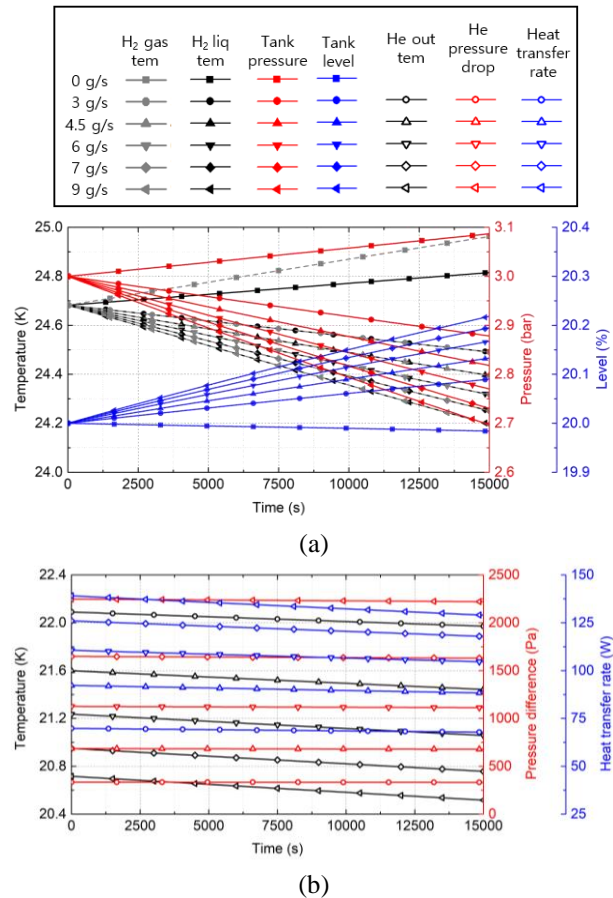 H2 gas tem H2 liq tem Tank pressure Tank level He out tem He pressure drop Heat transfer rate
0 g/s
3 g/s
4.5 g/s
6 g/s
7 g/s
9 g/s
25.0 3.1 20.4
24.8 3.0 20.3
24.6 2.9 20.2
2.8 20.1
24.4
24.2 2.7 20.0
24.0 2.6 19.9
Temperature (K)
Pressure (bar)
Level (%)
0 2500 5000 7500 10000 12500 15000
Time (s)
(a)
22.4 2500 150
22.0 2000 125
21.6 1500 100
21.2 1000 75
20.8 500 50
20.4 0 25
Temperature (K)
Pressure difference (Pa)
Heat transfer rate (W)
0 2500 5000 7500 10000 12500 15000
Time (s)
(b)